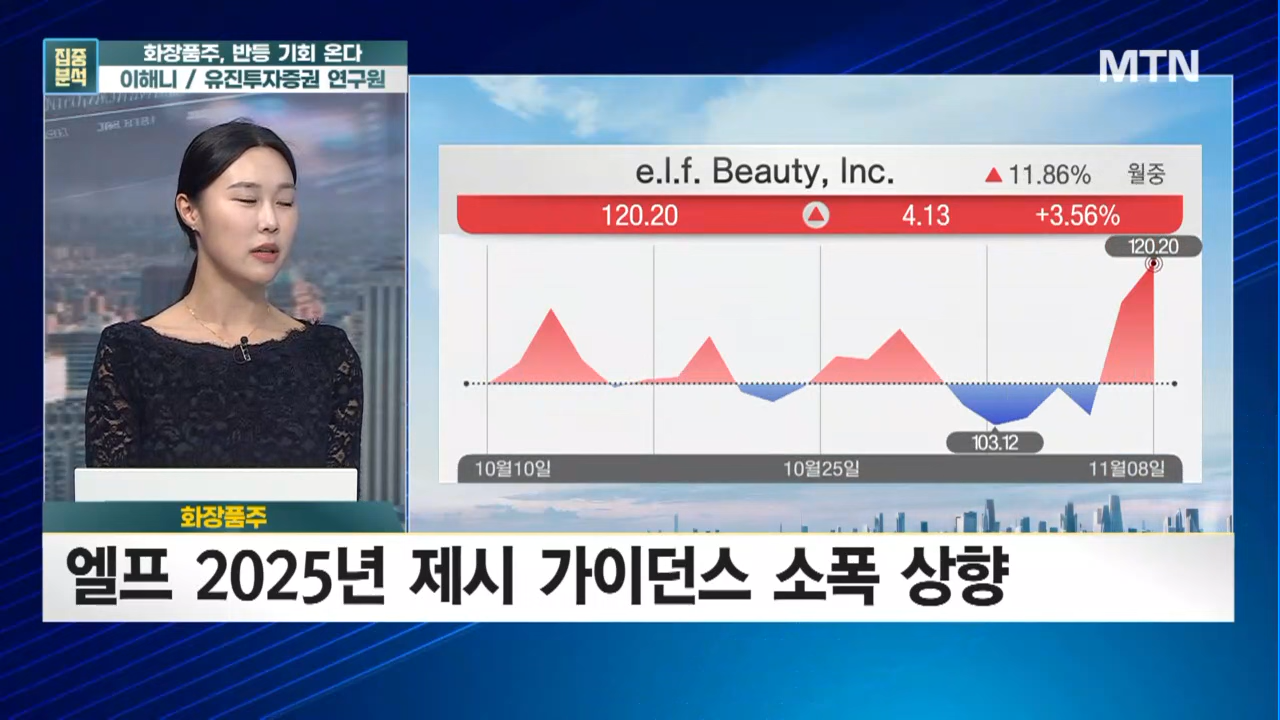 집중
분석
화장품주, 반등 기회 온다
이해니 / 유진투자증권 연구원
MTN
e.l.f. Beauty, Inc. ▲ 11.86% 월중
120.20 ▲ 4.13 +3.56%
120.20
103.12
10월10일 10월25일 11월08일
화장품주
엘프 2025년 제시 가이던스 소폭 상향